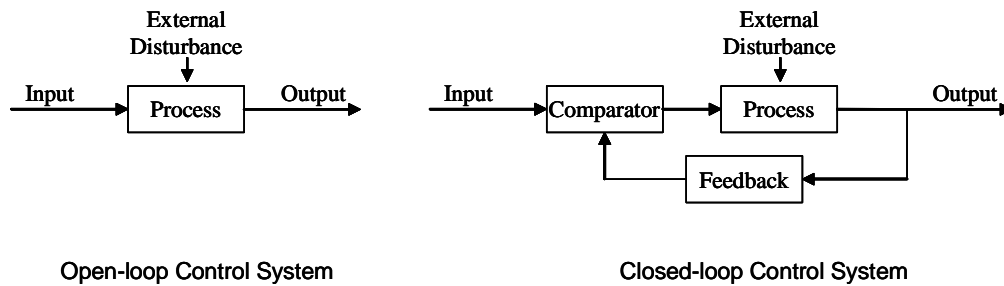 External
Disturbance
Input
Process
Output
Open-loop Control System
External
Disturbance
Input
Comparator
Process
Output
Feedback
Closed-loop Control System